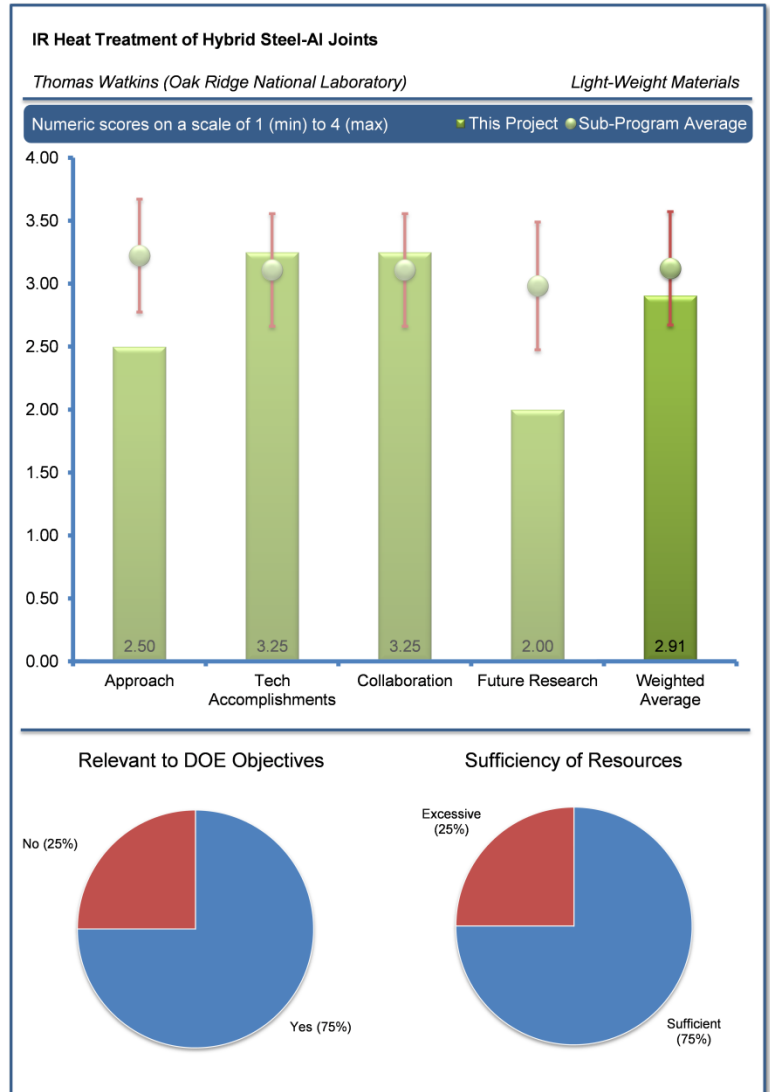 IR Heat Treatment of Hybrid Steel-Al Joints
Thomas Watkins (Oak Ridge National Laboratory) Light-Weight Materials
Numeric scores on a scale of 1 (min) to 4 (max) This Project Sub-Program Average
4.00
3.50
3.00
2.50
2.00
1.50
1.00
0.50
0.00
2.50 3.25 3.25 2.00 2.91
Approach Tech Collaboration Future Research Weighted
Accomplishments Average
Relevant to DOE Objectives Sufficiency of Resources
No (25%)
Yes (75%)
Excessive
(25%)
Sufficient
(75%)